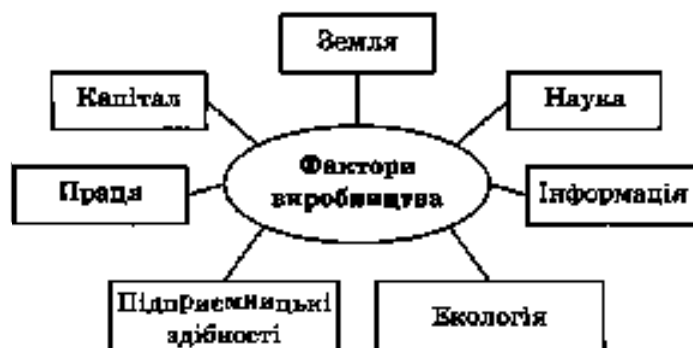 Земля
Капітал
Наука
Фактори
виробництва
Праця
Інформація
Підприємницькі
здібності
Екологія